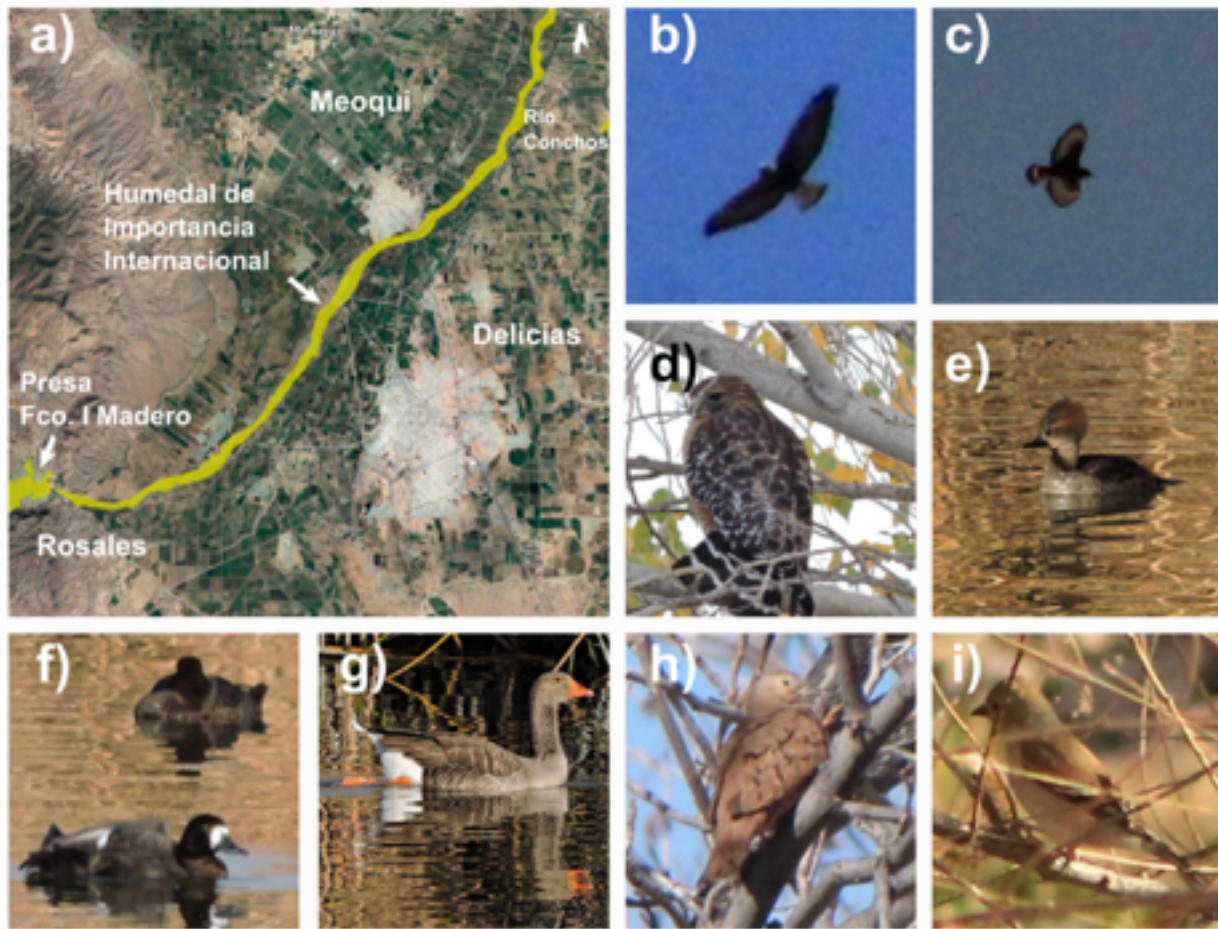 a)
Meoqui
Río
Conchos
Humedal de
Importancia
Internacional
Delicias
Presa
Fco. I Madero
Rosales
b)
c)
d)
e)
f)
g)
h)
i)